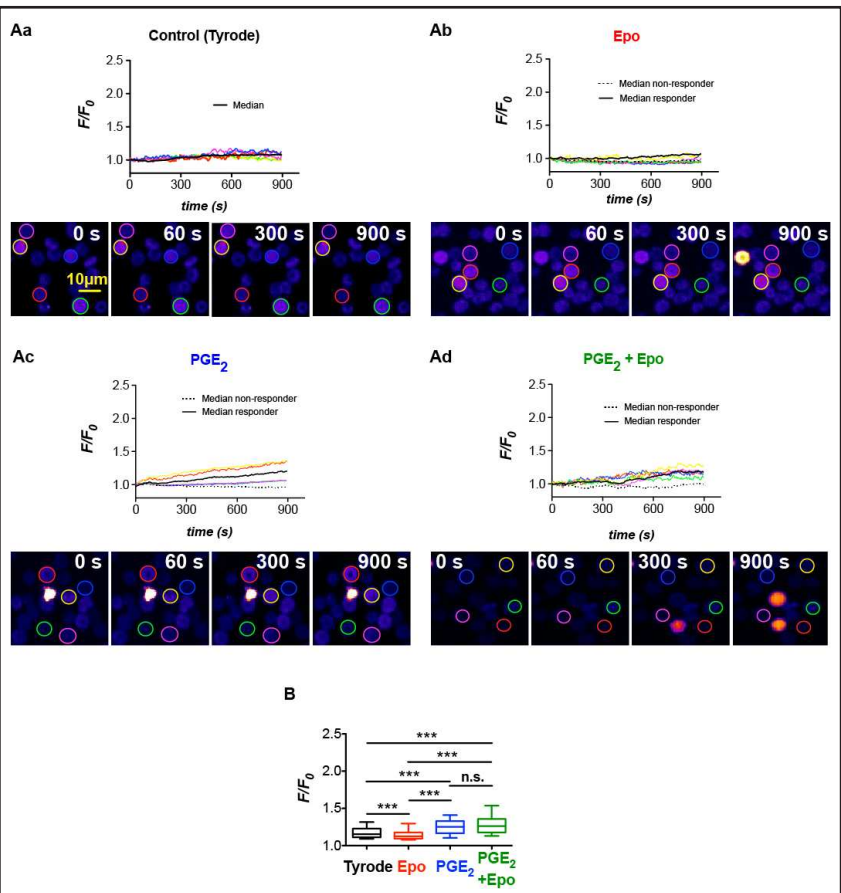 Aa
Control (Tyrode)
2.5
2.0
1.5
1.0
F/F0
Median
0 300 600 900
time (s)
0 s 60 s 300 s 900 s
10µm
Ab
Epo
2.5
2.0
1.5
1.0
F/F0
Median non-responder
Median responder
0 300 600 900
time (s)
0 s 60 s 300 s 900 s
Ac
PGE2
2.5
2.0
1.5
1.0
F/F0
Median non-responder
Median responder
0 300 600 900
time (s)
0 s 60 s 300 s 900 s
Ad
PGE2 + Epo
2.5
2.0
1.5
1.0
F/F0
Median non-responder
Median responder
0 300 600 900
time (s)
0 s 60 s 300 s 900 s
B
2.5
2.0
1.5
1.0
F/F0
***
***
*** n.s.
*** ***
Tyrode Epo PGE2 PGE2
+Epo